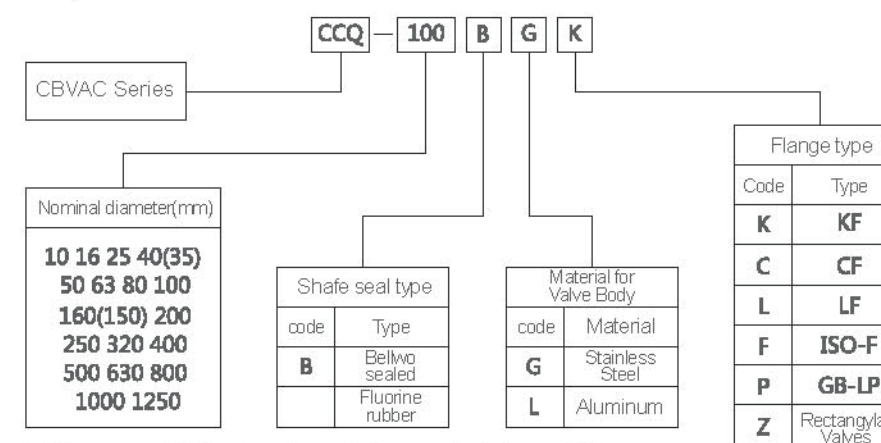 CCQ — 100 B G K
CBVAC Series
Nominal diameter(mm)
10 16 25 40(35)
50 63 80 100
160(150) 200
250 320 400
500 630 800
1000 1250
Shafe seal type
code Type
B Bellwo
sealed
Fluorine
rubber
Material for
Valve Body
code Material
G Stainless
Steel
L Aluminum
Flange type
Code Type
K KF
C CF
L LF
F ISO-F
P GB-LP
Z
Valves